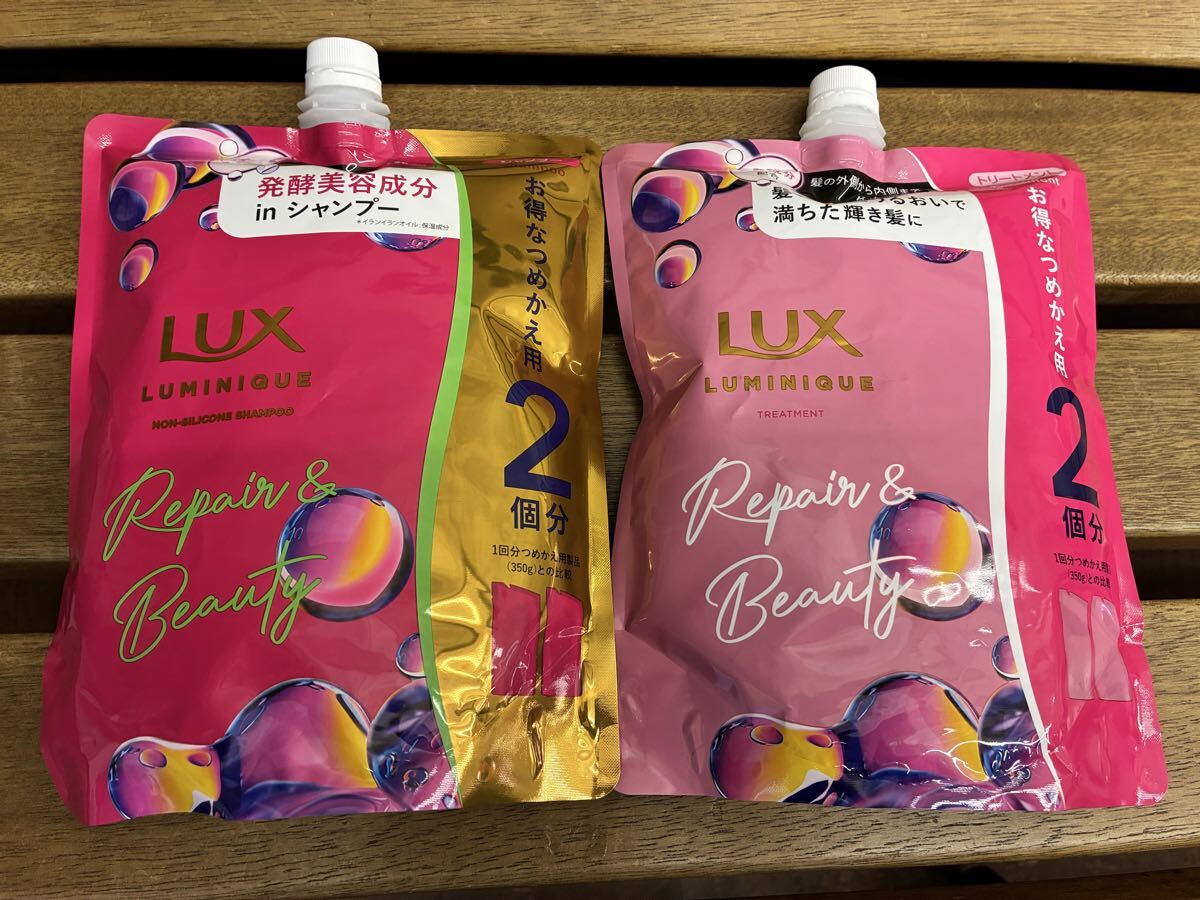 発酵美容成分
in シャンプー
*イランイランオイル:保湿成分
LUX
LUMINIQUE
NON-SILICONE SHAMPOO
Repair &
Beauty
お得なつめかえ用
2
個分
1回分つめかえ用製品
(350g)との比較
髪の外側から内側まで
るおいで
満ちた輝き髪に
トリートメント
LUX
LUMINIQUE
TREATMENT
Repair &
Beauty
お得なつめかえ用
2
個分
1回分つめかえ用製
(350g)との比較